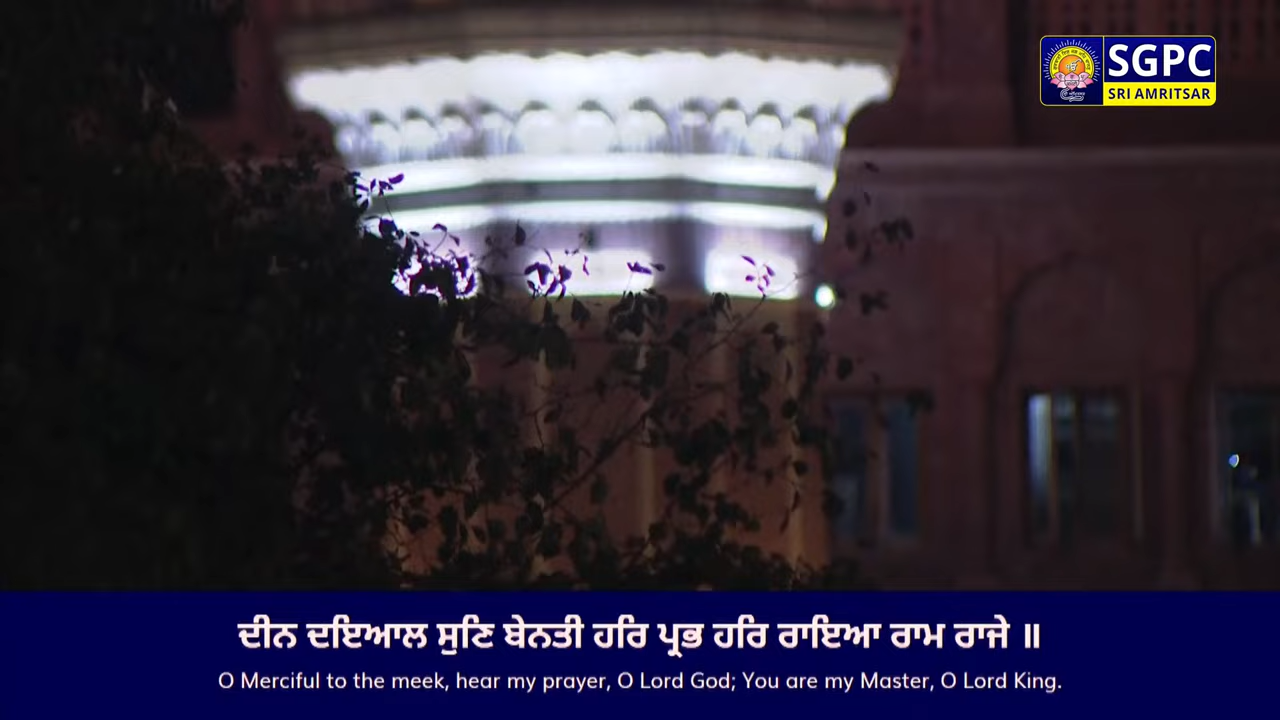 SGPC
SRI AMRITSAR
ਦੀਨ ਦਇਆਲ ਸੁਣਿ ਬੇਨਤੀ ਹਰਿ ਪ੍ਰਭ ਹਰਿ ਰਾਇਆ ਰਾਮ ਰਾਜੇ ॥
O Merciful to the meek, hear my prayer, O Lord God; You are my Master, O Lord King.